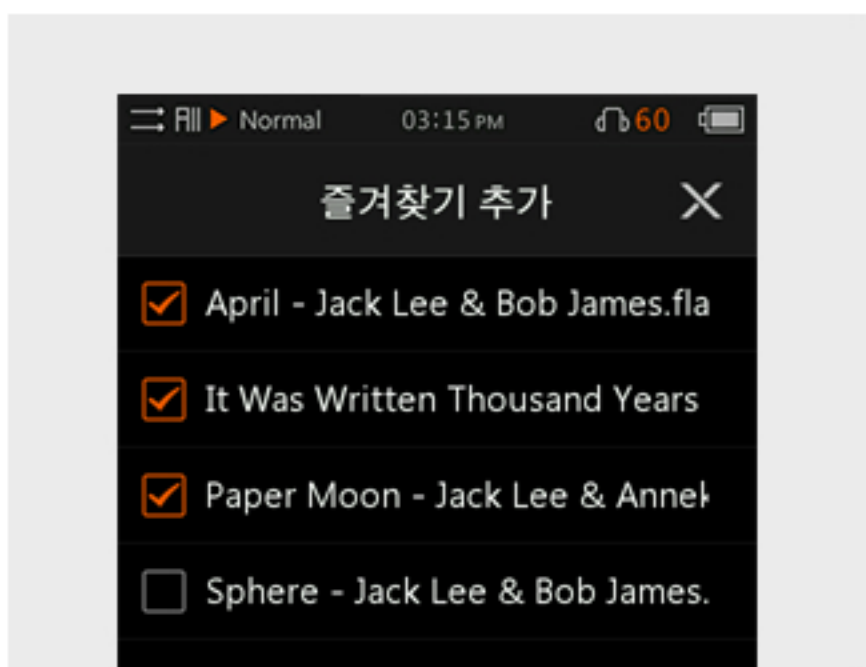 All Normal 03:15 PM 60
즐겨찾기 추가
April - Jack Lee & Bob James.fla
It Was Written Thousand Years
Paper Moon - Jack Lee &
Sphere - Jack Lee & Bob James.